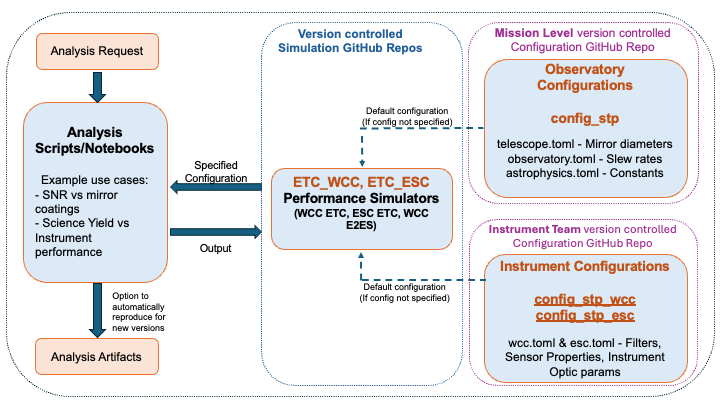 Analysis Request
Analysis
Scripts/Notebooks
Example use cases:
- SNR vs mirror
coatings
- Science Yield vs
Instrument
performance
Option to
automatically
reproduce for
new versions
Analysis Artifacts
Specified
Configuration
Output
Version controlled
Simulation GitHub Repos
ETC_WCC, ETC_ESC
Performance Simulators
(WCC ETC, ESC ETC, WCC
E2ES)
Default configuration
(If config not specified)
Default configuration
(If config not specified)
Mission Level version controlled
Configuration GitHub Repo
Observatory
Configurations
config_stp
telescope.toml - Mirror diameters
observatory.toml - Slew rates
astrophysics.toml - Constants
Instrument Team version controlled
Configuration GitHub Repo
Instrument Configurations
config_stp_wcc
config_stp_esc
wcc.toml & esc.toml - Filters,
Sensor Properties, Instrument
Optic params